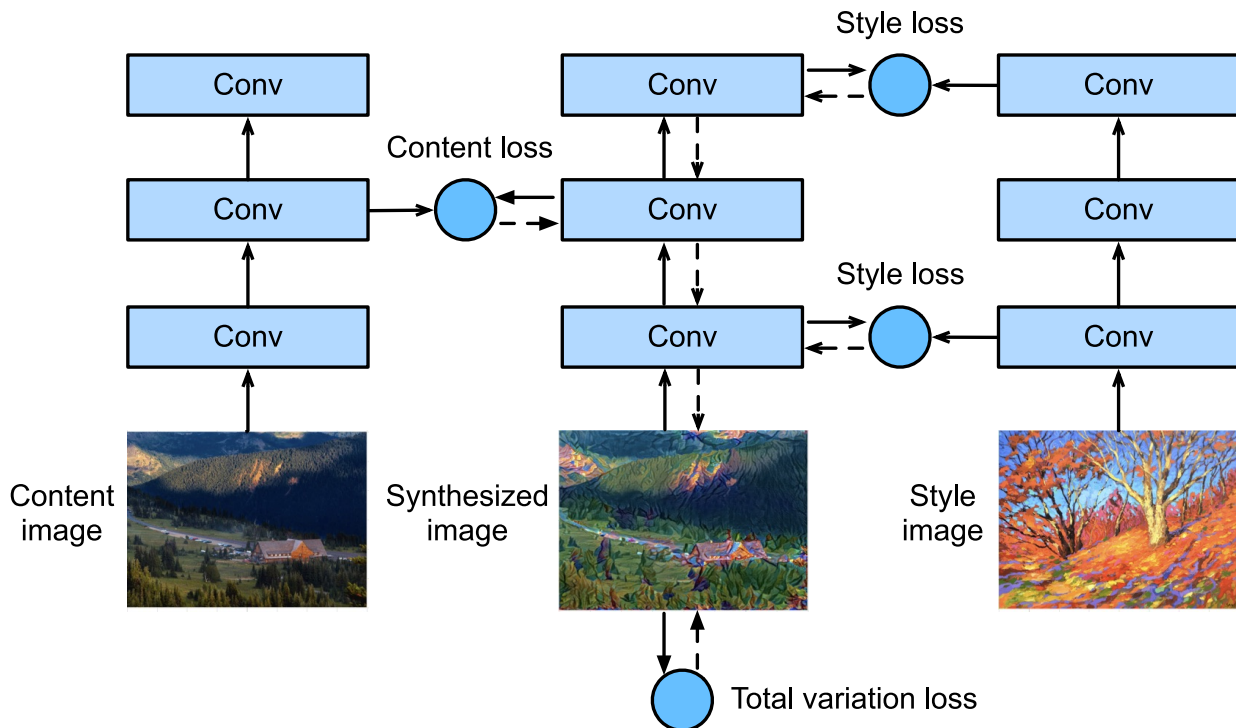 Style loss
Conv
Conv
Conv
Content loss
Conv
Conv
Conv
Style loss
Conv
Conv
Conv
Content
image
Synthesized
image
Style
image
Total variation loss